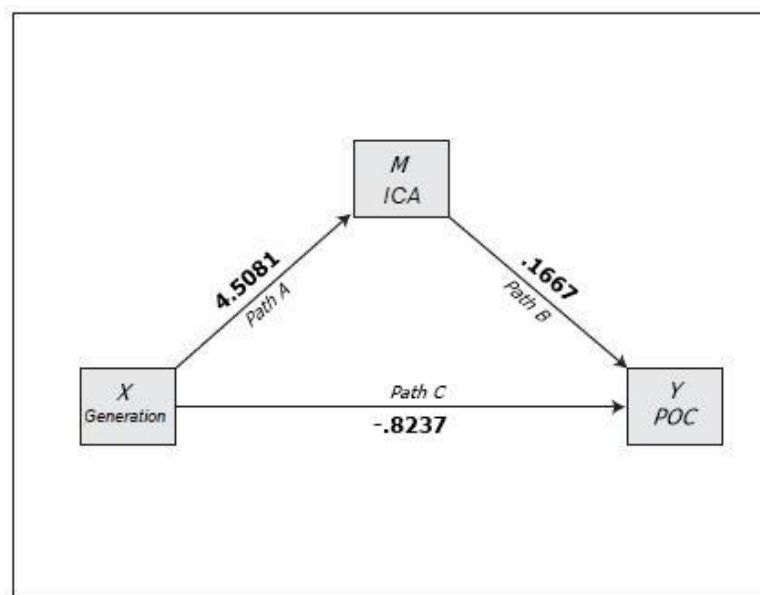 M
ICA
4.5081
Path A
.1667
Path B
X
Generation
Path C
-.8237
Y
POC